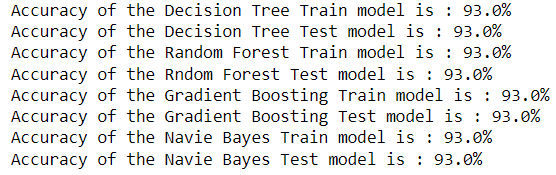 Accuracy of the Decision Tree Train model is : 93.0%
Accuracy of the Decision Tree Test model is : 93.0%
Accuracy of the Random Forest Train model is : 93.0%
Accuracy of the Rndom Forest Test model is : 93.0%
Accuracy of the Gradient Boosting Train model is : 93.0%
Accuracy of the Gradient Boosting Test model is : 93.0%
Accuracy of the Navie Bayes Train model is : 93.0%
Accuracy of the Navie Bayes Test model is : 93.0%